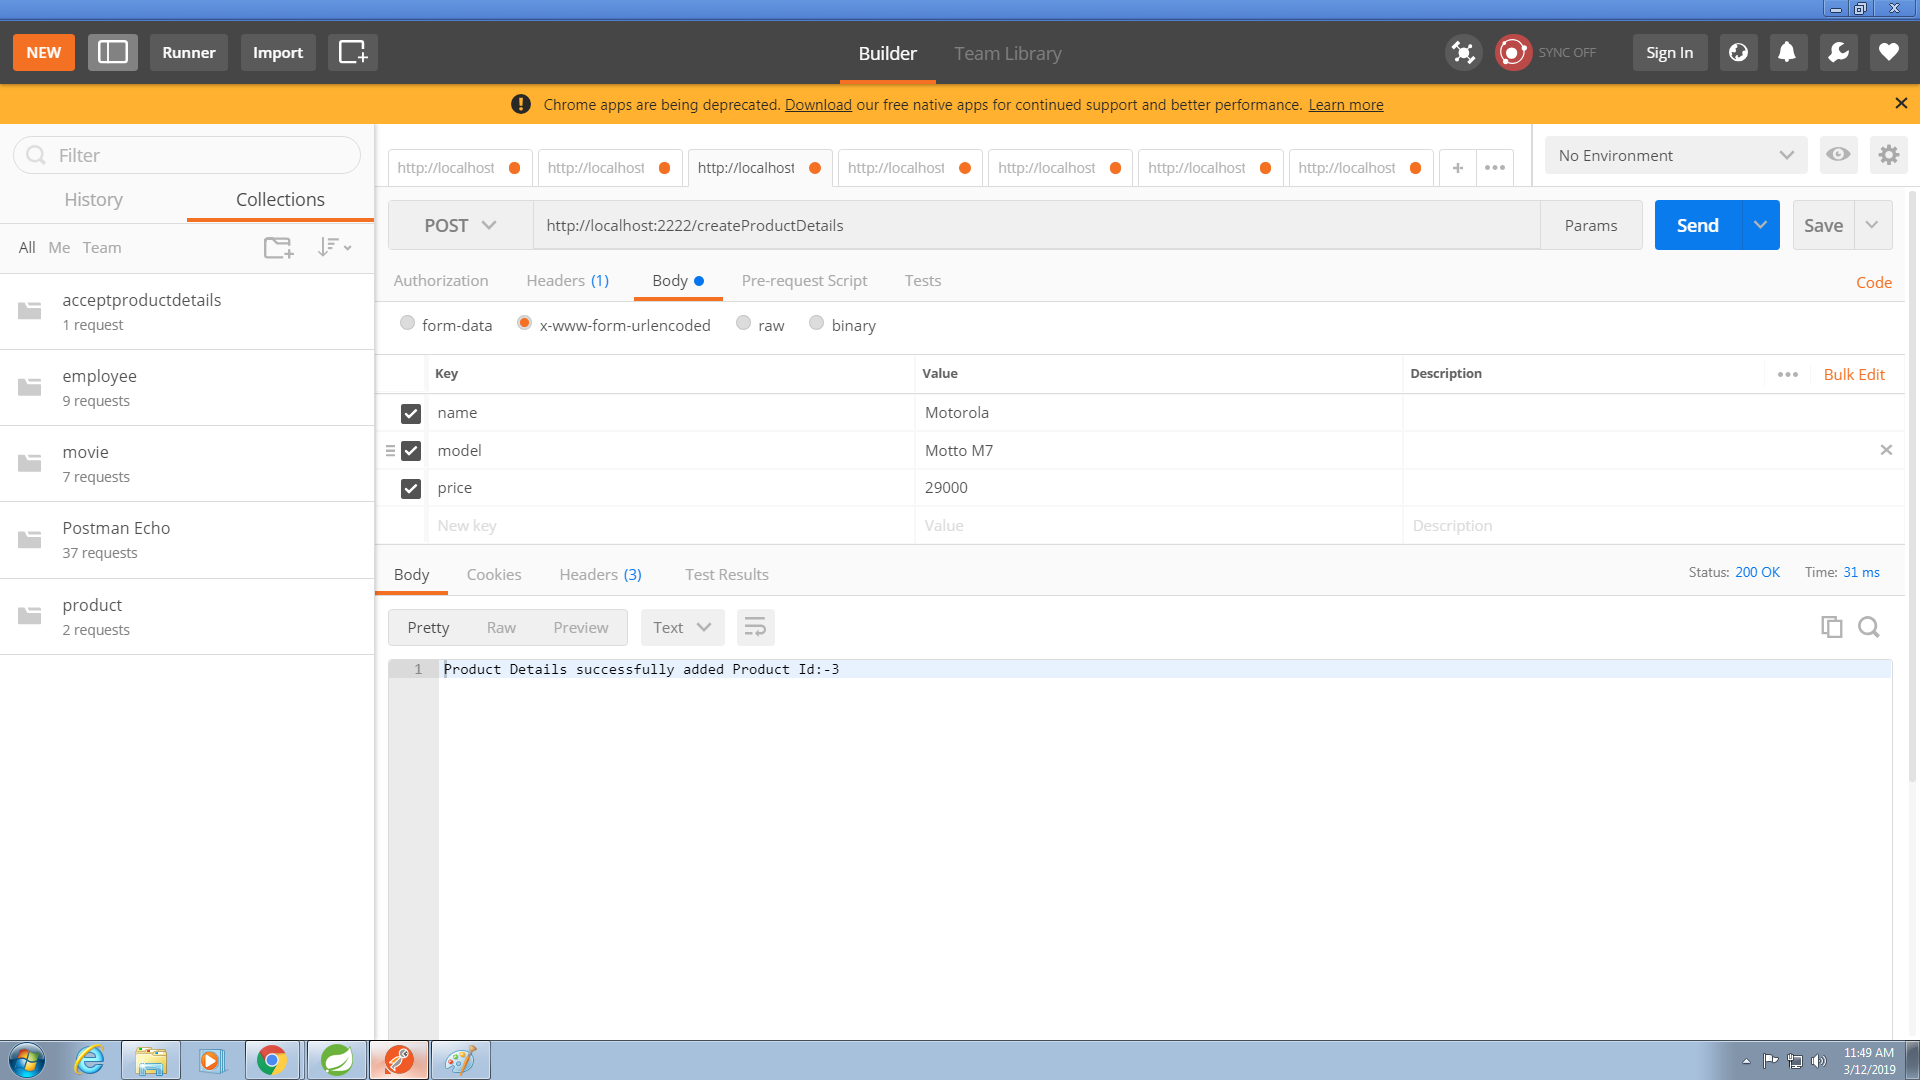 NEW
Runner
Import
Builder
Team Library
SYNC OFF
Sign In
Chrome apps are being deprecated. Download our free native apps for continued support and better performance. Learn more
Filter
History
Collections
All Me Team
acceptproductdetails
1 request
employee
9 requests
movie
7 requests
Postman Echo
37 requests
product
2 requests
http://localhost http://localhost http://localhost http://localhost http://localhost http://localhost http://localhost
No Environment
POST http://localhost:2222/createProductDetails Params Send Save
Authorization Headers (1) Body Pre-request Script Tests Code
form-data x-www-form-urlencoded raw binary
Key Value Description Bulk Edit
name Motorola
model Motto M7
price 29000
New key Value Description
Body Cookies Headers (3) Test Results Status: 200 OK Time: 31 ms
Pretty Raw Preview Text
1 Product Details successfully added Product Id:-3
11:49 AM
3/12/2019